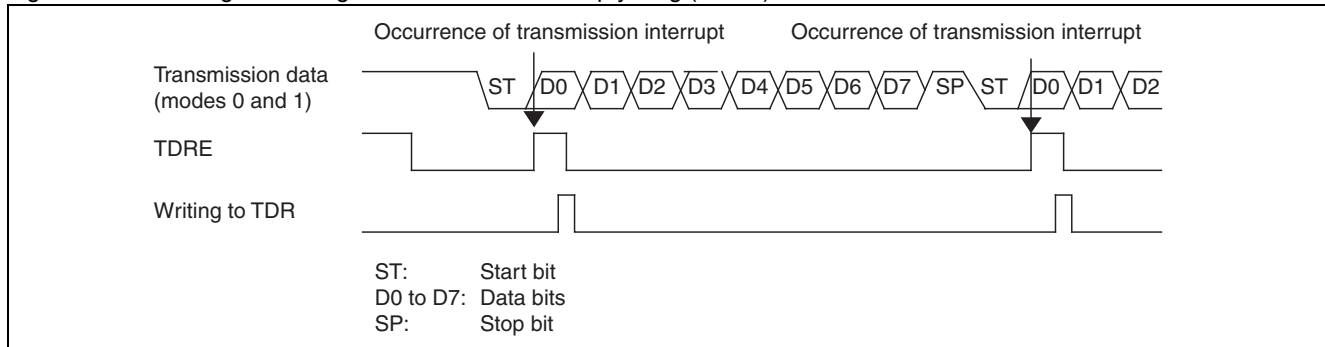 Occurrence of transmission interrupt Occurrence of transmission interrupt
Transmission data
(modes 0 and 1)
ST D0 D1 D2 D3 D4 D5 D6 D7 SP ST D0 D1 D2
TDRE
Writing to TDR
ST: Start bit
D0 to D7: Data bits
SP: Stop bit